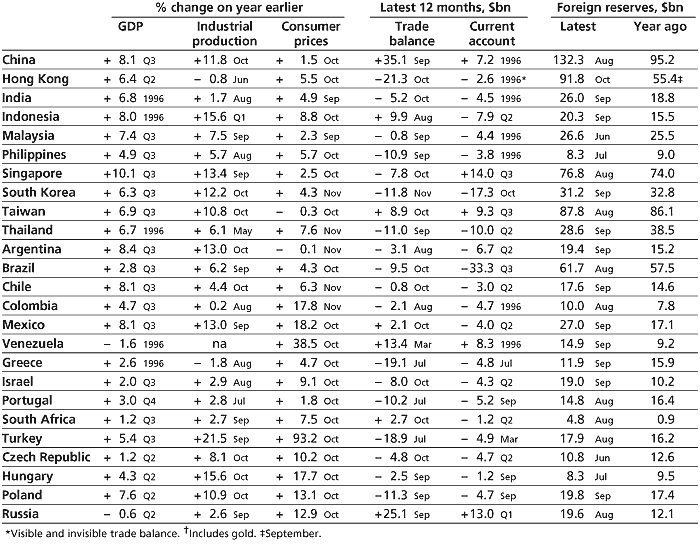 % change on year earlier Latest 12 months, $bn Foreign reserves, $bn
GDP Industrial production Consumer prices Trade balance Current account Latest Year ago
China + 8.1 Q3 +11.8 Oct + 1.5 Oct +35.1 Sep + 7.2 1996 132.3 Aug 95.2
Hong Kong + 6.4 Q2 − 0.8 Jun + 5.5 Oct −21.3 Oct − 2.6 1996* 91.8 Oct 55.4‡
India + 6.8 1996 + 1.7 Aug + 4.9 Sep − 5.2 Oct − 4.5 1996 26.0 Sep 18.8
Indonesia + 8.0 1996 +15.6 Q1 + 8.8 Oct + 9.9 Aug − 7.9 Q2 20.3 Sep 15.5
Malaysia + 7.4 Q3 + 7.5 Sep + 2.3 Sep − 0.8 Sep − 4.4 1996 26.6 Jun 25.5
Philippines + 4.9 Q3 + 5.7 Aug + 5.7 Oct −10.9 Sep − 3.8 1996 8.3 Jul 9.0
Singapore +10.1 Q3 +13.4 Sep + 2.5 Oct − 7.8 Oct +14.0 Q3 76.8 Aug 74.0
South Korea + 6.3 Q3 +12.2 Oct + 4.3 Nov −11.8 Nov −17.3 Oct 31.2 Sep 32.8
Taiwan + 6.9 Q3 +10.8 Oct − 0.3 Oct + 8.9 Oct + 9.3 Q3 87.8 Aug 86.1
Thailand + 6.7 1996 + 6.1 May + 7.6 Nov −11.0 Sep −10.0 Q2 28.6 Sep 38.5
Argentina + 8.4 Q3 +13.0 Oct − 0.1 Nov − 3.1 Aug − 6.7 Q2 19.4 Sep 15.2
Brazil + 2.8 Q3 + 6.2 Sep + 4.3 Oct − 9.5 Oct −33.3 Q3 61.7 Aug 57.5
Chile + 8.1 Q3 + 4.4 Oct + 6.3 Nov − 0.8 Oct − 3.0 Q2 17.6 Sep 14.6
Colombia + 4.7 Q3 + 0.2 Aug + 17.8 Nov − 2.1 Aug − 4.7 1996 10.0 Aug 7.8
Mexico + 8.1 Q3 +13.0 Sep + 18.2 Oct + 2.1 Oct − 4.0 Q2 27.0 Sep 17.1
Venezuela − 1.6 1996 na + 38.5 Oct +13.4 Mar + 8.3 1996 14.9 Sep 9.2
Greece + 2.6 1996 − 1.8 Aug + 4.7 Oct −19.1 Jul − 4.8 Jul 11.9 Sep 15.9
Israel + 2.0 Q3 + 2.9 Aug + 9.1 Oct − 8.0 Oct − 4.3 Q2 19.0 Sep 10.2
Portugal + 3.0 Q4 + 2.8 Jul + 1.8 Oct −10.2 Jul − 5.2 Sep 14.8 Aug 16.4
South Africa + 1.2 Q3 + 2.7 Sep + 7.5 Oct + 2.7 Oct − 1.2 Q2 4.8 Aug 0.9
Turkey + 5.4 Q3 +21.5 Sep + 93.2 Oct −18.9 Jul − 4.9 Mar 17.9 Aug 16.2
Czech Republic + 1.2 Q2 + 8.1 Oct + 10.2 Oct − 4.8 Oct − 4.7 Q2 10.8 Jun 12.6
Hungary + 4.3 Q2 +15.6 Oct + 17.7 Oct − 2.5 Sep − 1.2 Sep 8.3 Jul 9.5
Poland + 7.6 Q2 +10.9 Oct + 13.1 Oct −11.3 Sep − 4.7 Sep 19.8 Sep 17.4
Russia − 0.6 Q2 + 2.6 Sep + 12.9 Oct +25.1 Sep +13.0 Q1 19.6 Aug 12.1
*Visible and invisible trade balance. †Includes gold. ‡September.